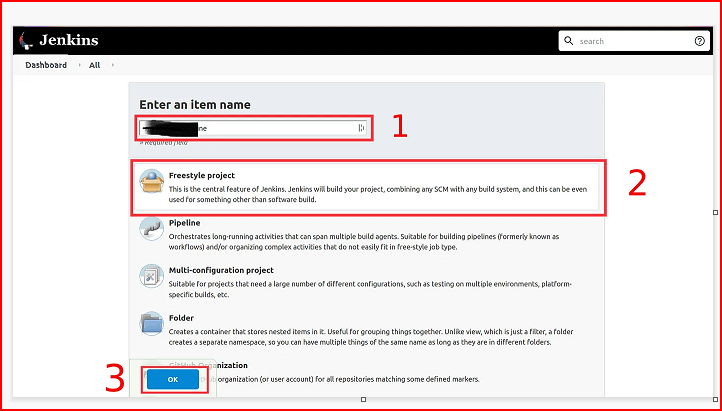 Jenkins
search
Dashboard
All
Enter an item name
ne
» Required field
1
Freestyle project
This is the central feature of Jenkins. Jenkins will build your project, combining any SCM with any build system, and this can be even
used for something other than software build.
2
Pipeline
Orchestrates long-running activities that can span multiple build agents. Suitable for building pipelines (formerly known as
workflows) and/or organizing complex activities that do not easily fit in free-style job type.
Multi-configuration project
Suitable for projects that need a large number of different configurations, such as testing on multiple environments, platform-
specific builds, etc.
Folder
Creates a container that stores nested items in it. Useful for grouping things together. Unlike view, which is just a filter, a folder
creates a separate namespace, so you can have multiple things of the same name as long as they are in different folders.
GitHub Organization
organization (or user account) for all repositories matching some defined markers.
3
OK